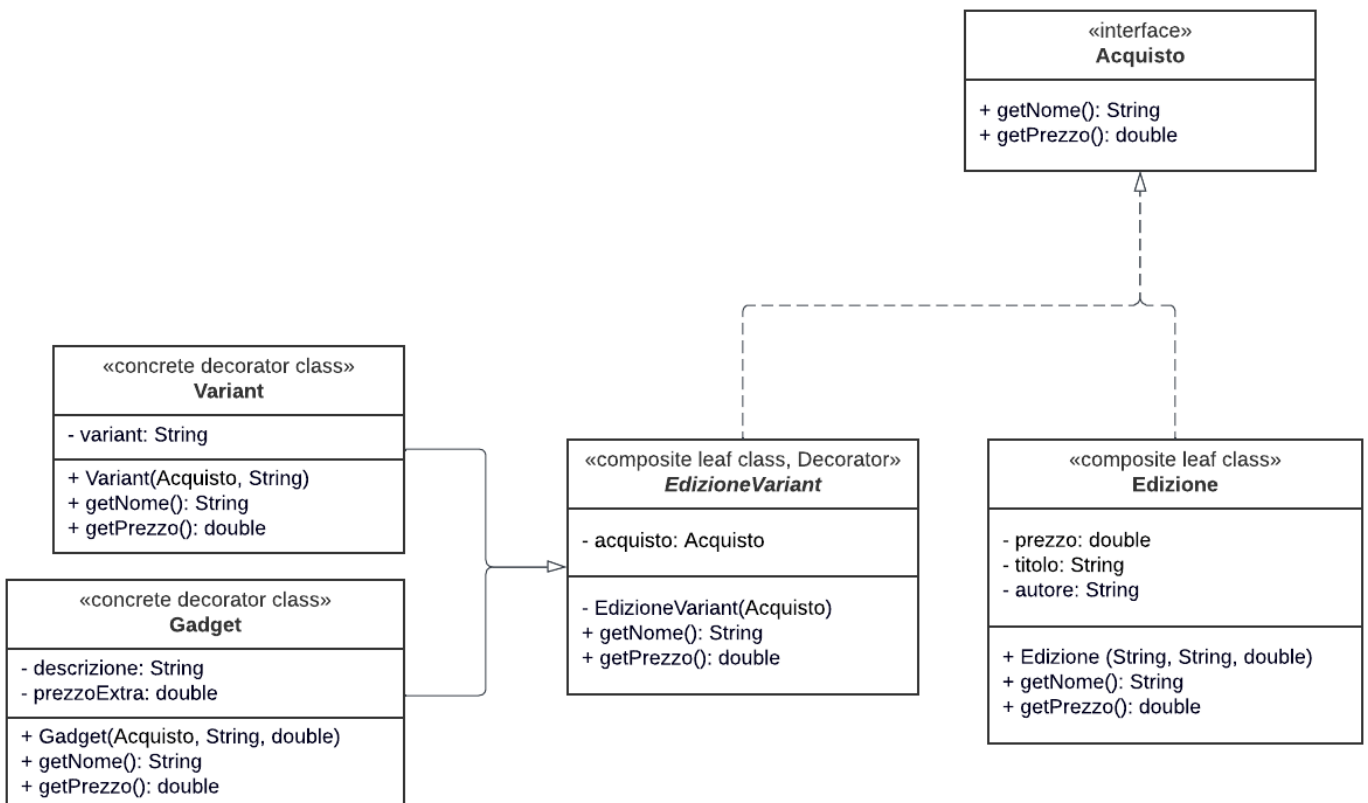 «interface»
Acquisto
+ getNome(): String
+ getPrezzo(): double
«concrete decorator class»
Variant
- variant: String
+ Variant(Acquisto, String)
+ getNome(): String
+ getPrezzo(): double
«concrete decorator class»
Gadget
- descrizione: String
- prezzoExtra: double
+ Gadget(Acquisto, String, double)
+ getNome(): String
+ getPrezzo(): double
«composite leaf class, Decorator»
EdizioneVariant
- acquisto: Acquisto
- EdizioneVariant(Acquisto)
+ getNome(): String
+ getPrezzo(): double
«composite leaf class»
Edizione
- prezzo: double
- titolo: String
- autore: String
+ Edizione (String, String, double)
+ getNome(): String
+ getPrezzo(): double